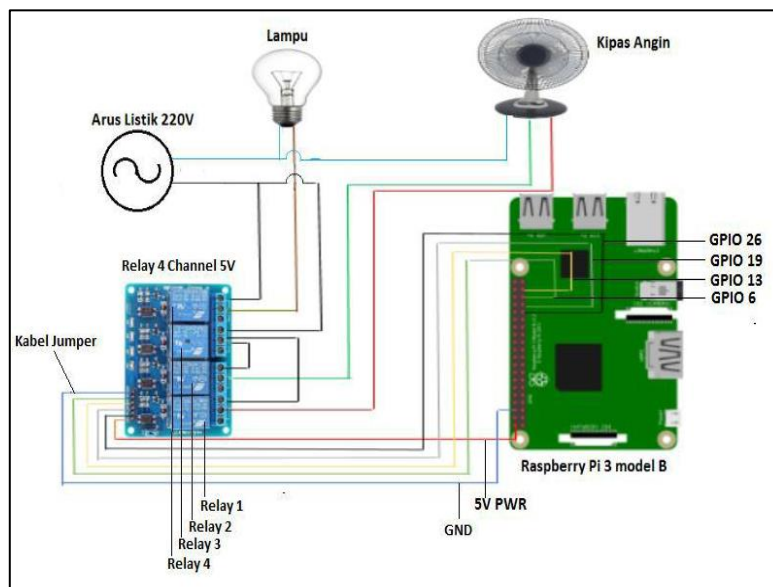 Lampu
Kipas Angin
Arus Listik 220V
Relay 4 Channel 5V
Kabel Jumper
GPIO 26
GPIO 19
GPIO 13
GPIO 6
Raspberry Pi 3 model B
5V PWR
GND
Relay 1
Relay 2
Relay 3
Relay 4